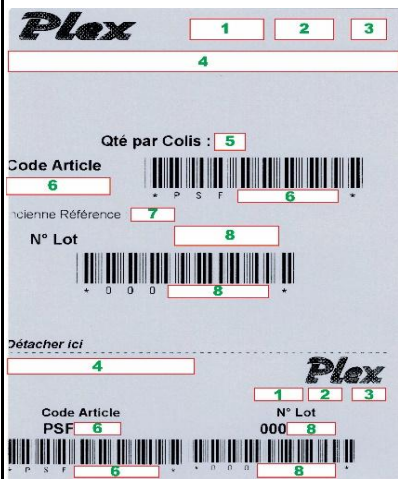 Plex 1 2 3
4
Qté par Colis : 5
Code Article
6
* P S F 6 *
ncienne Référence 7
N° Lot 8
* 0 0 0 8 *
Détacher ici
4
Plex
1 2 3
Code Article N° Lot
PSF 6 000 8
* P S F 6 * * 0 0 0 8 *